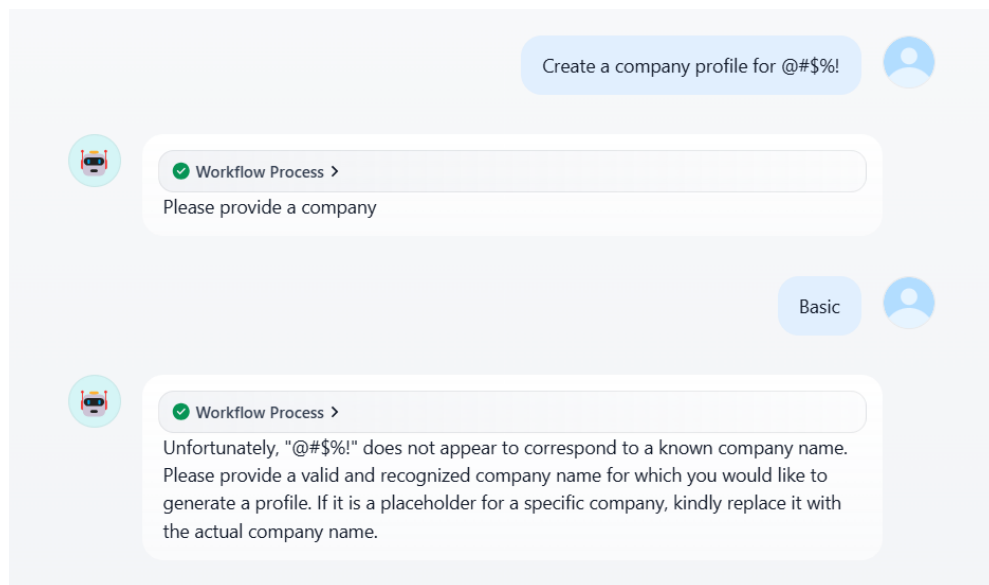 Create a company profile for @#$%!
Workflow Process >
Please provide a company
Basic
Workflow Process >
Unfortunately, "@#$%!" does not appear to correspond to a known company name.
Please provide a valid and recognized company name for which you would like to
generate a profile. If it is a placeholder for a specific company, kindly replace it with
the actual company name.